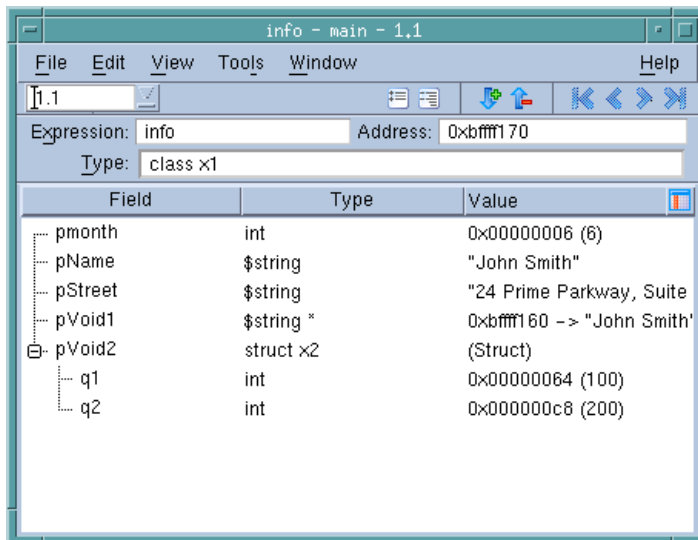 info - main - 1.1
File Edit View Tools Window Help
1.1
Expression: info Address: 0xbffff170
Type: class x1
Field Type Value
pmonth int 0x00000006 (6)
pName $string "John Smith"
pStreet $string "24 Prime Parkway, Suite
pVoid1 $string * 0xbffff160 -> "John Smith"
pVoid2 struct x2 (Struct)
q1 int 0x00000064 (100)
q2 int 0x000000c8 (200)